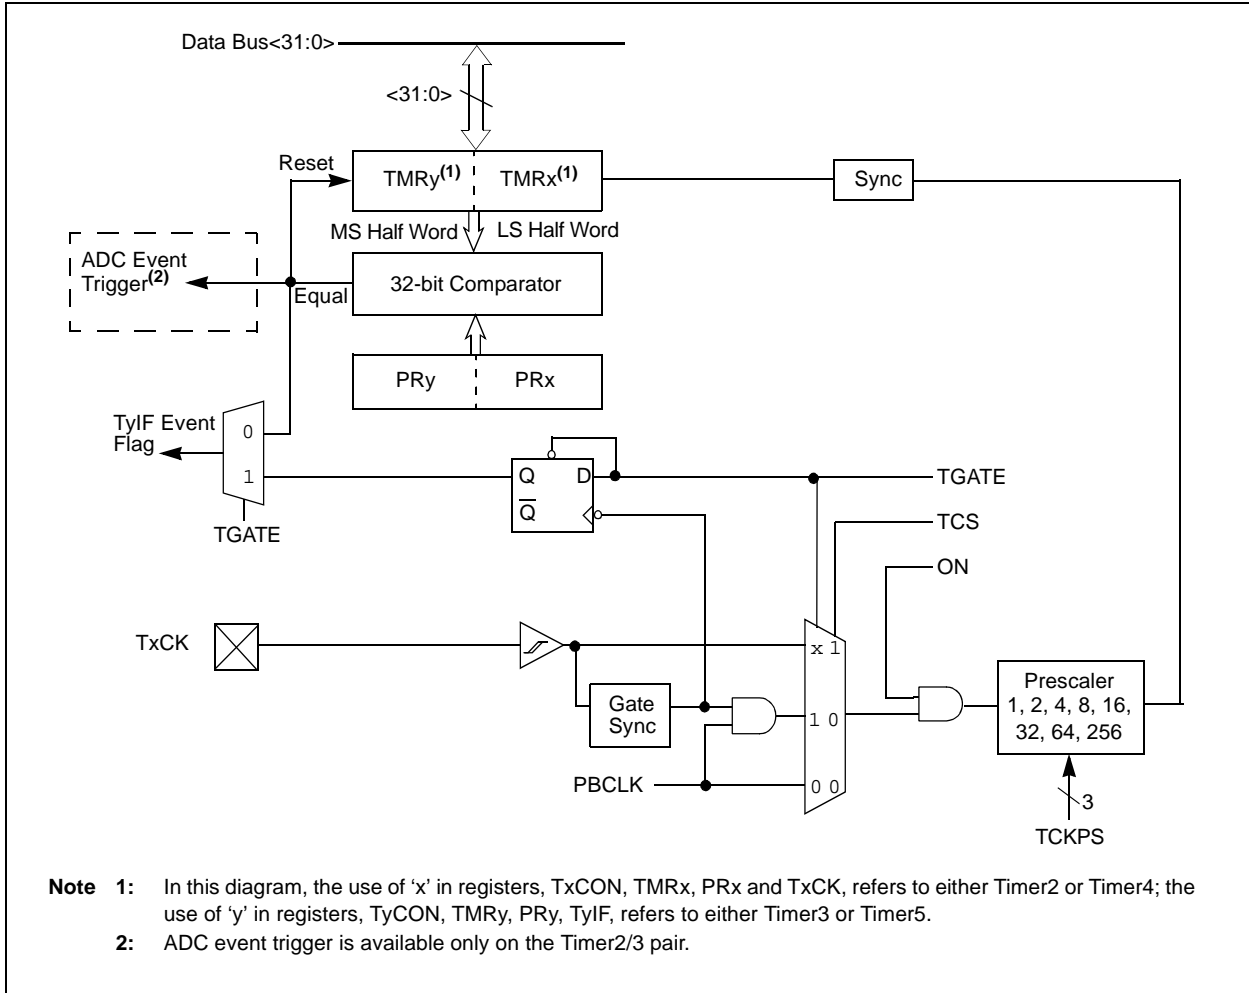 Data Bus<31:0>
<31:0>
Reset
TMRy(1) TMRx(1)
Sync
MS Half Word LS Half Word
ADC Event
Trigger(2)
Equal
32-bit Comparator
PRy PRx
TyIF Event
Flag
0
1
TGATE
Q D
Q̅
TGATE
TCS
ON
TxCK
x 1
Gate
Sync
1 0
Prescaler
1, 2, 4, 8, 16,
32, 64, 256
PBCLK
0 0
3
TCKPS
Note 1: In this diagram, the use of ‘x’ in registers, TxCON, TMRx, PRx and TxCK, refers to either Timer2 or Timer4; the
use of ‘y’ in registers, TyCON, TMRy, PRy, TyIF, refers to either Timer3 or Timer5.
2: ADC event trigger is available only on the Timer2/3 pair.